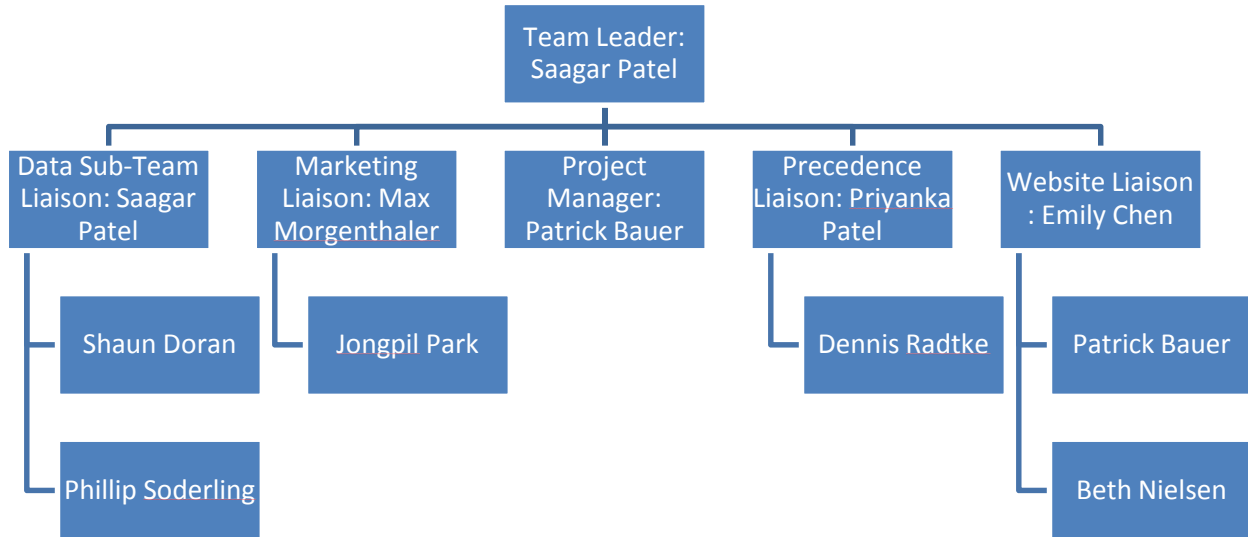 Team Leader:
Saagar Patel
Data Sub-Team
Liaison: Saagar
Patel
Marketing
Liaison: Max
Morgenthaler
Project
Manager:
Patrick Bauer
Precedence
Liaison: Priyanka
Patel
Website Liaison
: Emily Chen
Shaun Doran
Jongpil Park
Dennis Radtke
Patrick Bauer
Phillip Soderling
Beth Nielsen